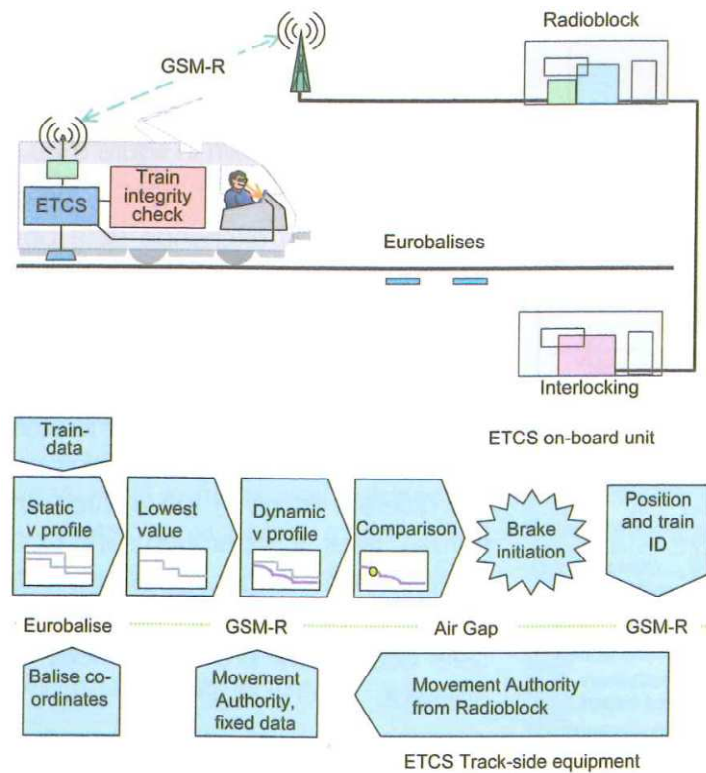 GSM-R
Radioblock
ETCS
Train
integrity
check
Eurobalises
Interlocking
ETCS on-board unit
Train-
data
Static
v profile
Lowest
value
Dynamic
v profile
Comparison
Brake
initiation
Position
and train
ID
Eurobalise
GSM-R
Air Gap
GSM-R
Balise co-
ordinates
Movement
Authority,
fixed data
Movement Authority
from Radioblock
ETCS Track-side equipment